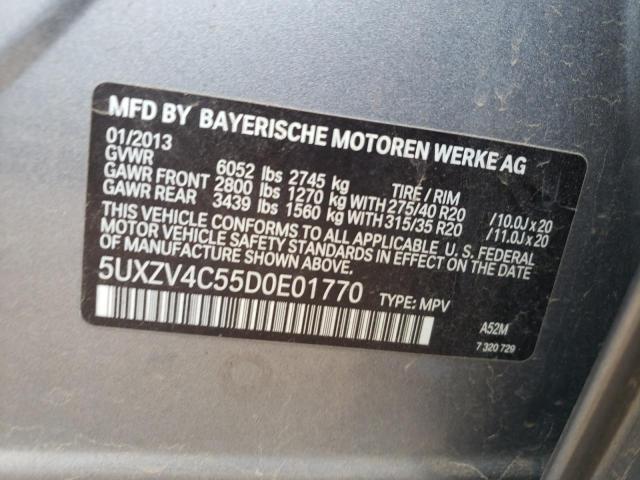 MFD BY BAYERISCHE MOTOREN WERKE AG
01/2013
GVWR 6052 lbs 2745 kg TIRE / RIM
GAWR FRONT 2800 lbs 1270 kg WITH 275/40 R20 /10.0J x 20
GAWR REAR 3439 lbs 1560 kg WITH 315/35 R20 /11.0J x 20
THIS VEHICLE CONFORMS TO ALL APPLICABLE U.S. FEDERAL
MOTOR VEHICLE SAFETY STANDARDS IN EFFECT ON THE DATE
OF MANUFACTURE SHOWN ABOVE.
5UXZV4C55D0E01770 TYPE: MPV
A52M
7 320 729